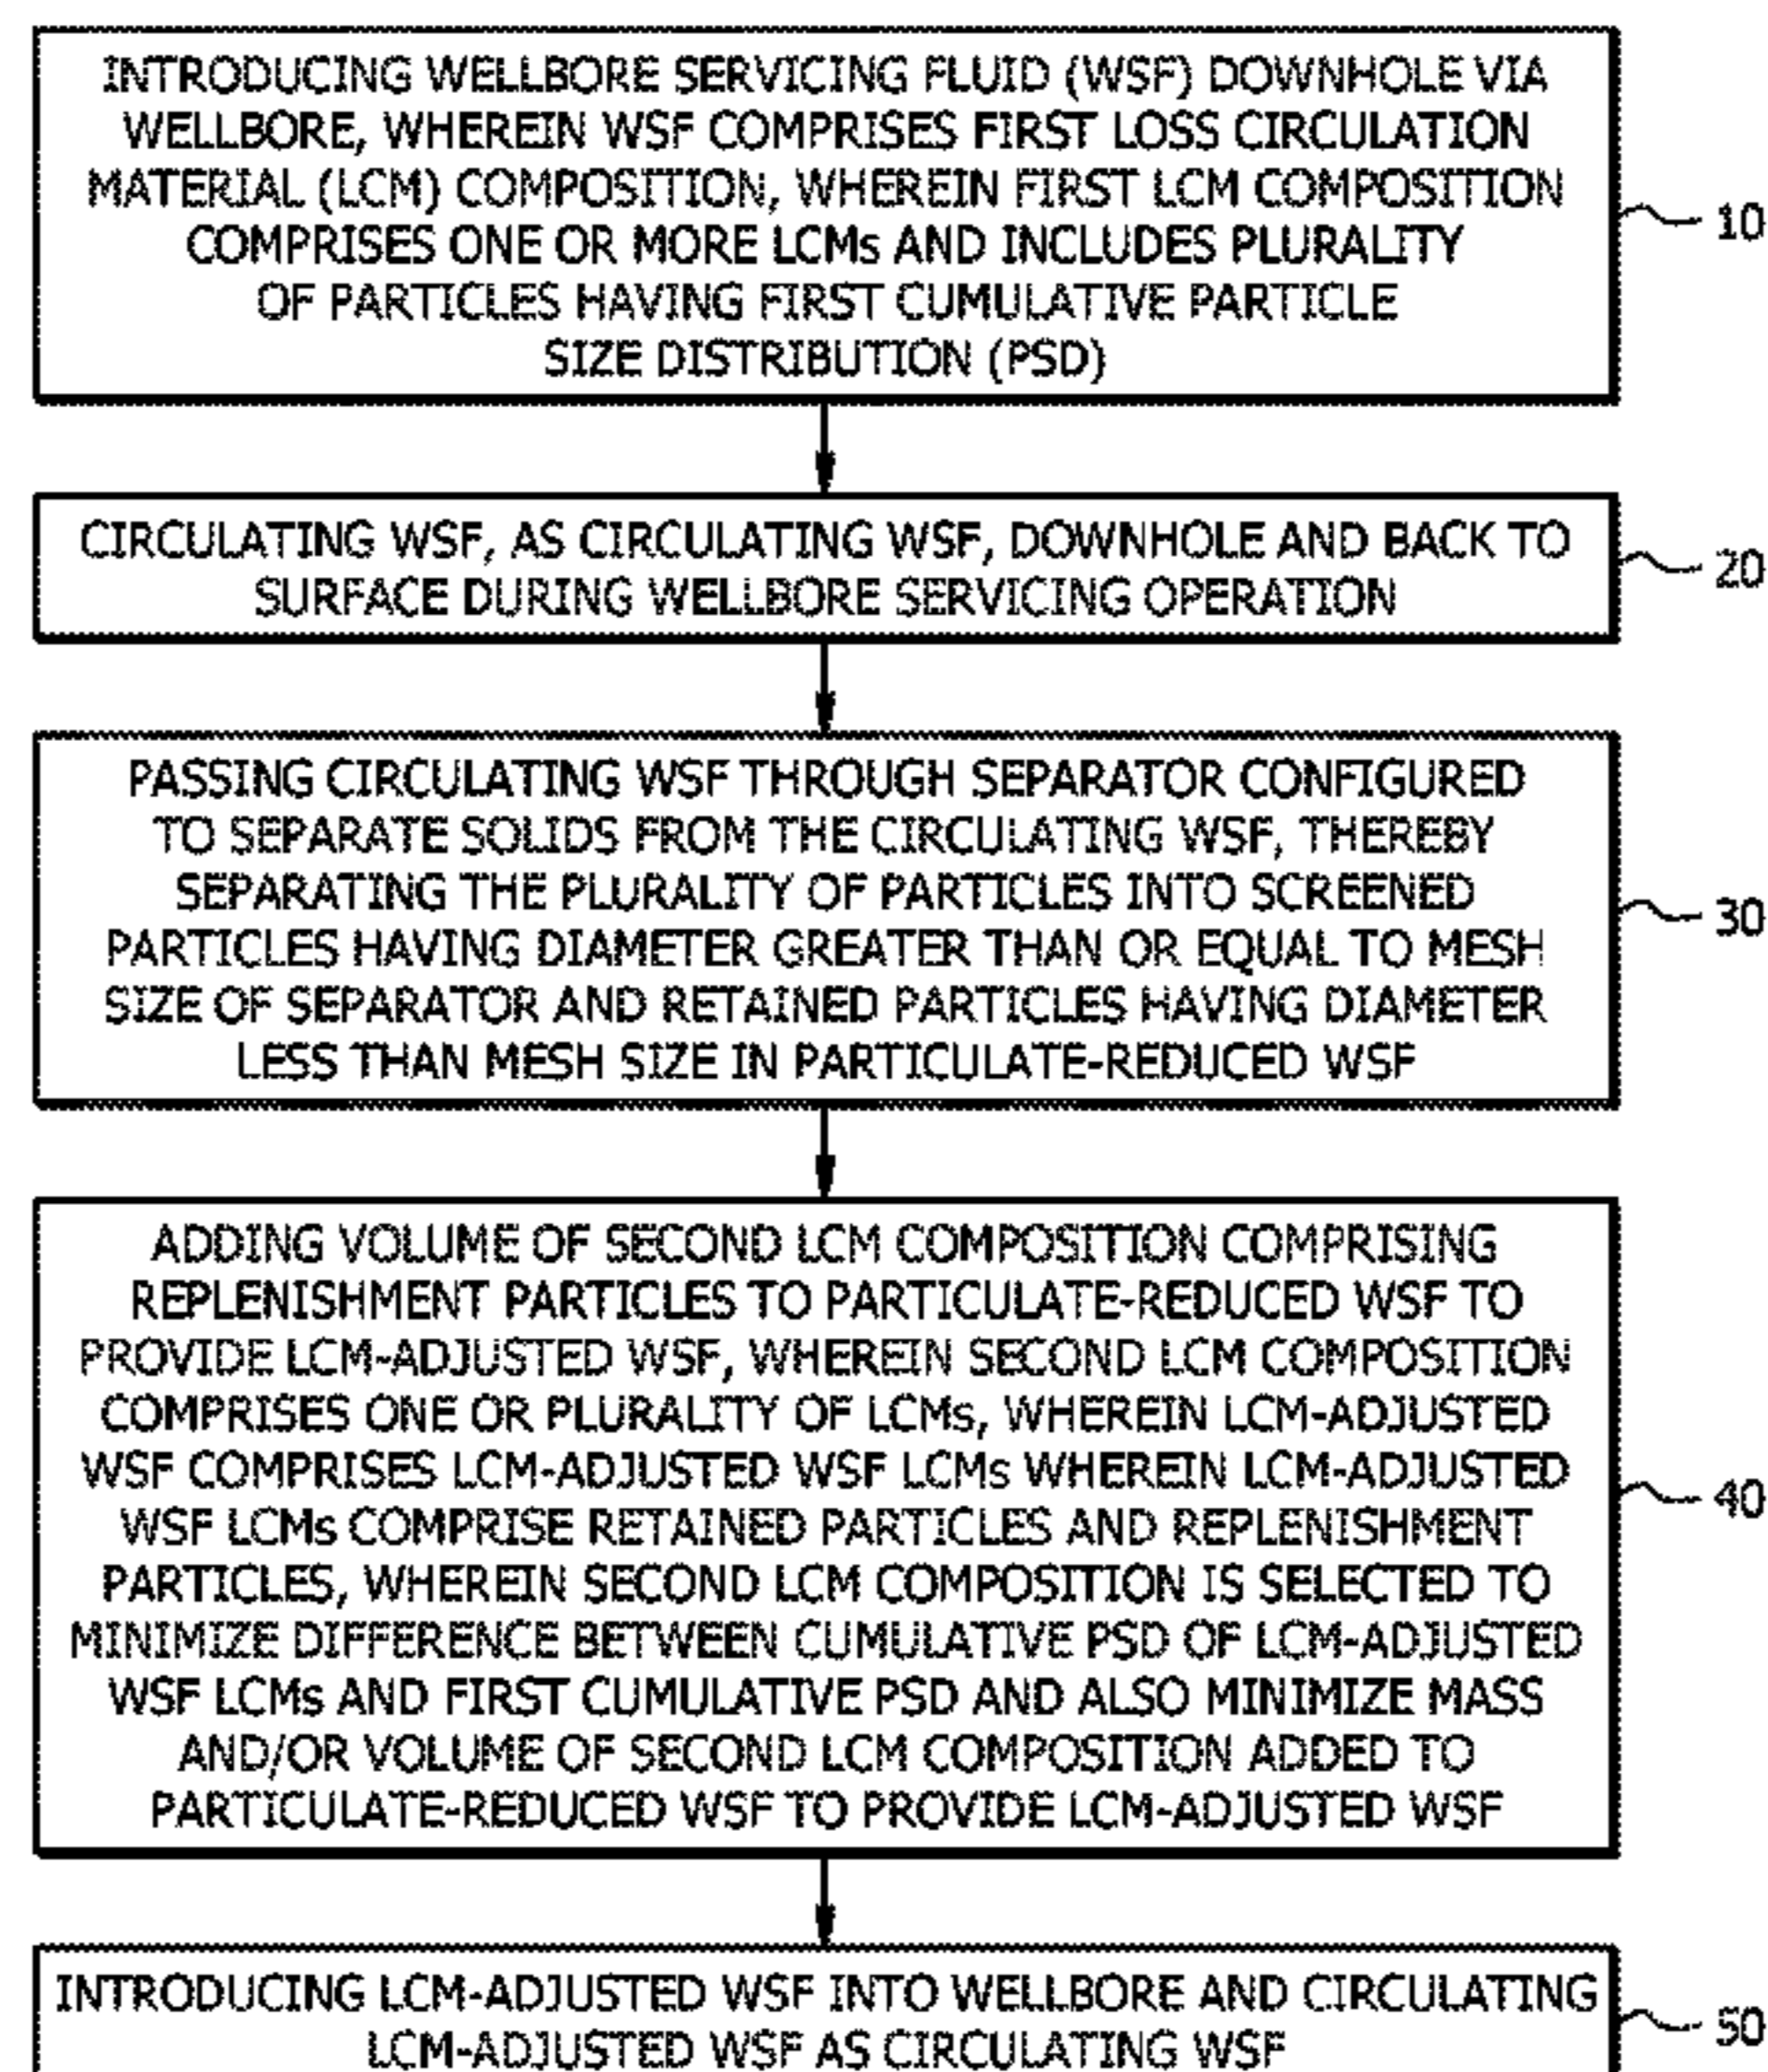 INTRODUCING WELLBORE SERVICING FLUID (WSF) DOWNHOLE VIA
WELLBORE, WHEREIN WSF COMPRISES FIRST LOSS CIRCULATION
MATERIAL (LCM) COMPOSITION, WHEREIN FIRST LCM COMPOSITION
COMPRISES ONE OR MORE LCMs AND INCLUDES PLURALITY
OF PARTICLES HAVING FIRST CUMULATIVE PARTICLE
SIZE DISTRIBUTION (PSD)
10
CIRCULATING WSF, AS CIRCULATING WSF, DOWNHOLE AND BACK TO
SURFACE DURING WELLBORE SERVICING OPERATION
20
PASSING CIRCULATING WSF THROUGH SEPARATOR CONFIGURED
TO SEPARATE SOLIDS FROM THE CIRCULATING WSF, THEREBY
SEPARATING THE PLURALITY OF PARTICLES INTO SCREENED
PARTICLES HAVING DIAMETER GREATER THAN OR EQUAL TO MESH
SIZE OF SEPARATOR AND RETAINED PARTICLES HAVING DIAMETER
LESS THAN MESH SIZE IN PARTICULATE-REDUCED WSF
30
ADDING VOLUME OF SECOND LCM COMPOSITION COMPRISING
REPLENISHMENT PARTICLES TO PARTICULATE-REDUCED WSF TO
PROVIDE LCM-ADJUSTED WSF, WHEREIN SECOND LCM COMPOSITION
COMPRISES ONE OR PLURALITY OF LCMs, WHEREIN LCM-ADJUSTED
WSF COMPRISES LCM-ADJUSTED WSF LCMs WHEREIN LCM-ADJUSTED
WSF LCMs COMPRISE RETAINED PARTICLES AND REPLENISHMENT
PARTICLES, WHEREIN SECOND LCM COMPOSITION IS SELECTED TO
MINIMIZE DIFFERENCE BETWEEN CUMULATIVE PSD OF LCM-ADJUSTED
WSF LCMs AND FIRST CUMULATIVE PSD AND ALSO MINIMIZE MASS
AND/OR VOLUME OF SECOND LCM COMPOSITION ADDED TO
PARTICULATE-REDUCED WSF TO PROVIDE LCM-ADJUSTED WSF
40
INTRODUCING LCM-ADJUSTED WSF INTO WELLBORE AND CIRCULATING
LCM-ADJUSTED WSF AS CIRCULATING WSF
50